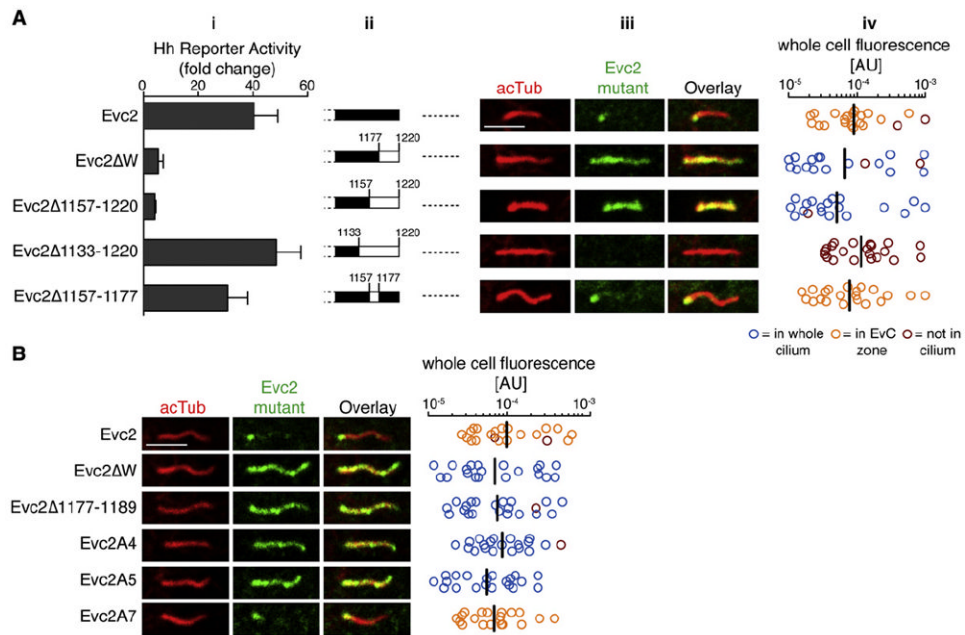 A
i
ii
iii
iv
Hh Reporter Activity
(fold change)
0 20 40 60
whole cell fluorescence
[AU]
10-5 10-4 10-3
acTub
Evc2
mutant
Overlay
Evc2
Evc2ΔW
1177 1220
Evc2Δ1157-1220
1157 1220
Evc2Δ1133-1220
1133 1220
Evc2Δ1157-1177
1157 1177
= in whole cilium
= in EvC zone
= not in cilium
B
whole cell fluorescence
[AU]
10-5 10-4 10-3
acTub
Evc2
mutant
Overlay
Evc2
Evc2ΔW
Evc2Δ1177-1189
Evc2A4
Evc2A5
Evc2A7